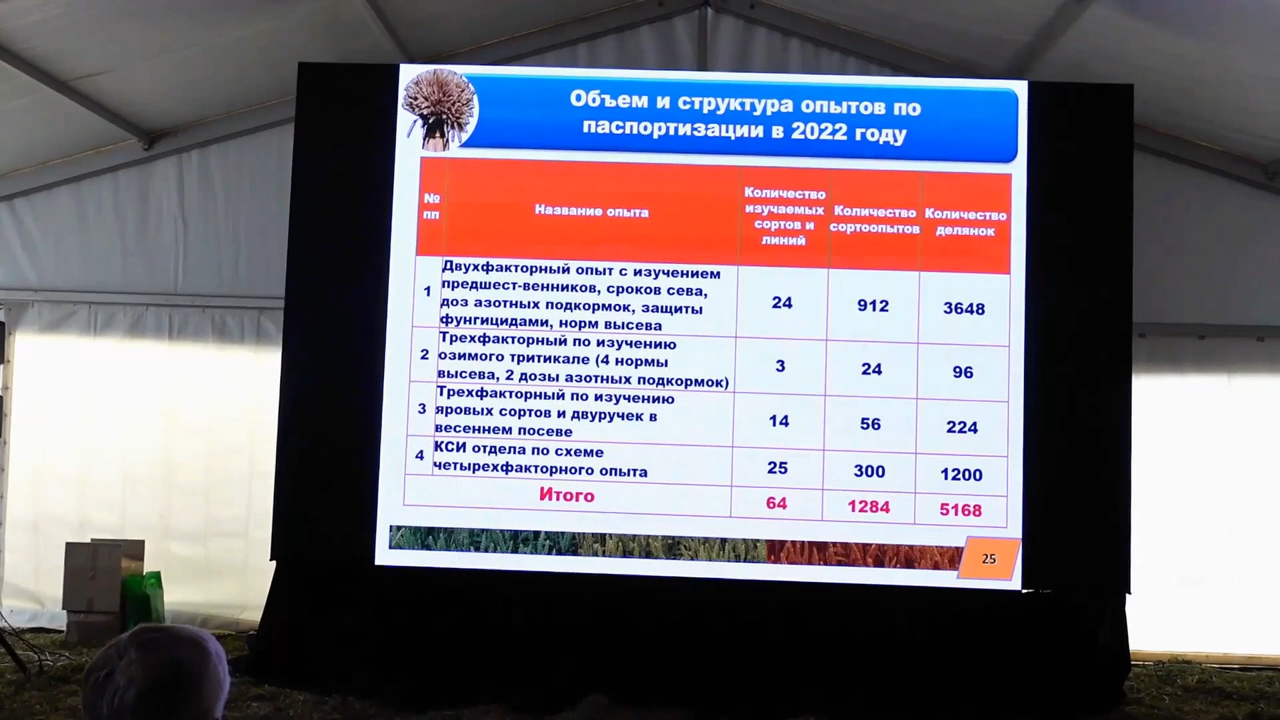 Объем и структура опытов по
паспортизации в 2022 году
№
пп
Название опыта
Количество
изучаемых
сортов и
линий
Количество
сортоопытов
Количество
делянок
1
Двухфакторный опыт с изучением
предшест-венников, сроков сева,
доз азотных подкормок, защиты
фунгицидами, норм высева
24
912
3648
2
Трехфакторный по изучению
озимого тритикале (4 нормы
высева, 2 дозы азотных подкормок)
3
24
96
3
Трехфакторный по изучению
яровых сортов и двуручек в
весеннем посеве
14
56
224
4
КСИ отдела по схеме
четырехфакторного опыта
25
300
1200
Итого
64
1284
5168
25